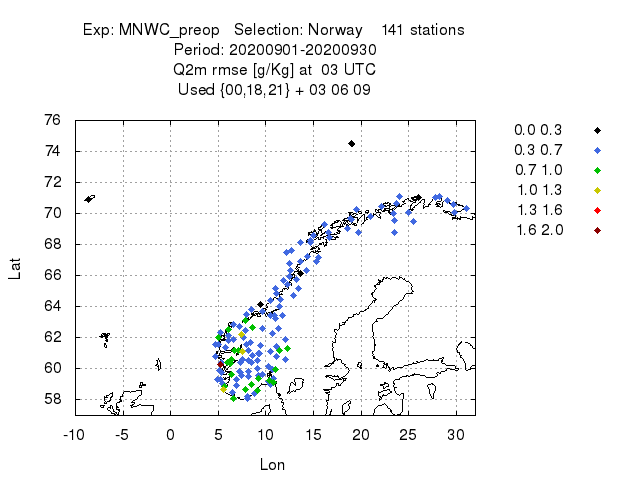 Exp: MNWC_preop Selection: Norway 141 stations
Period: 20200901-20200930
Q2m rmse [g/Kg] at 03 UTC
Used {00,18,21} + 03 06 09
76
74
72
70
68
66
64
62
60
58
Lat
-10 -5 0 5 10 15 20 25 30
Lon
0.0 0.3
0.3 0.7
0.7 1.0
1.0 1.3
1.3 1.6
1.6 2.0